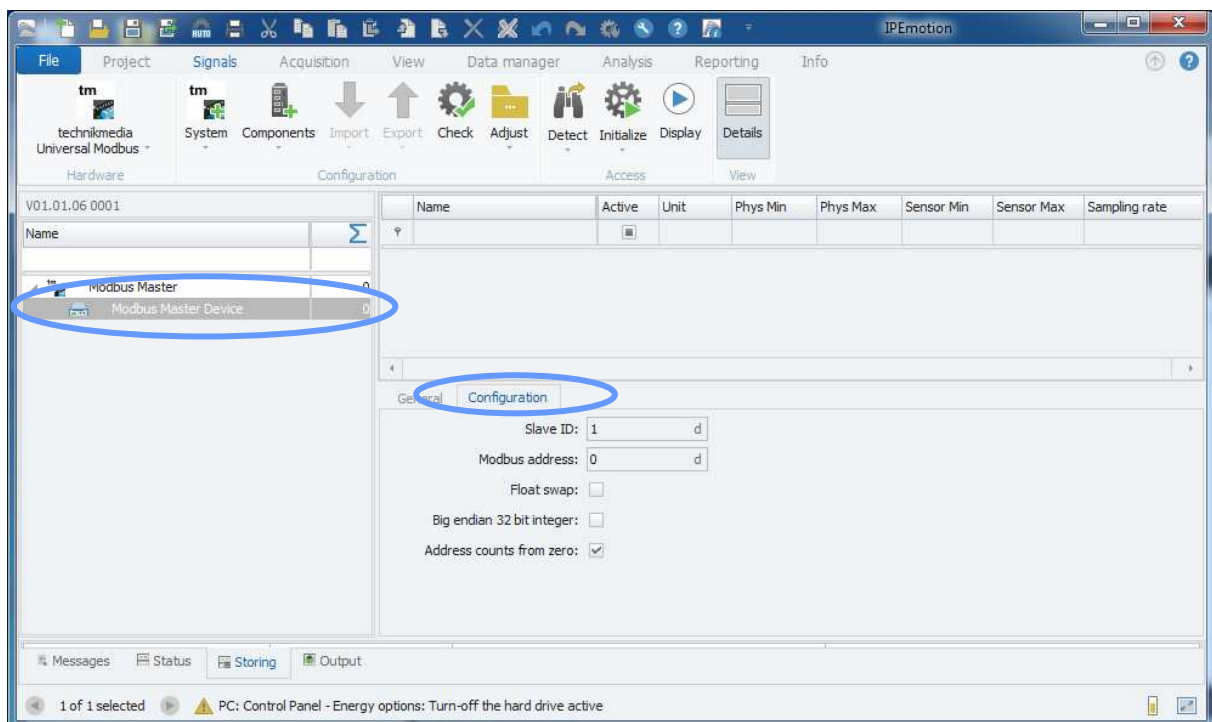 AUTO
IPEmotion
File Project Signals Acquisition View Data manager Analysis Reporting Info
tm tm
technikmedia Universal Modbus System Components Import Export Check Adjust Detect Initialize Display Details
Hardware Configuration Access View
V01.01.06 0001
Name Σ
Name Active Unit Phys Min Phys Max Sensor Min Sensor Max Sampling rate
tm Modbus Master 0
Modbus Master Device 0
General Configuration
Slave ID: 1 d
Modbus address: 0 d
Float swap:
Big endian 32 bit integer:
Address counts from zero:
Messages Status Storing Output
1 of 1 selected PC: Control Panel - Energy options: Turn-off the hard drive active